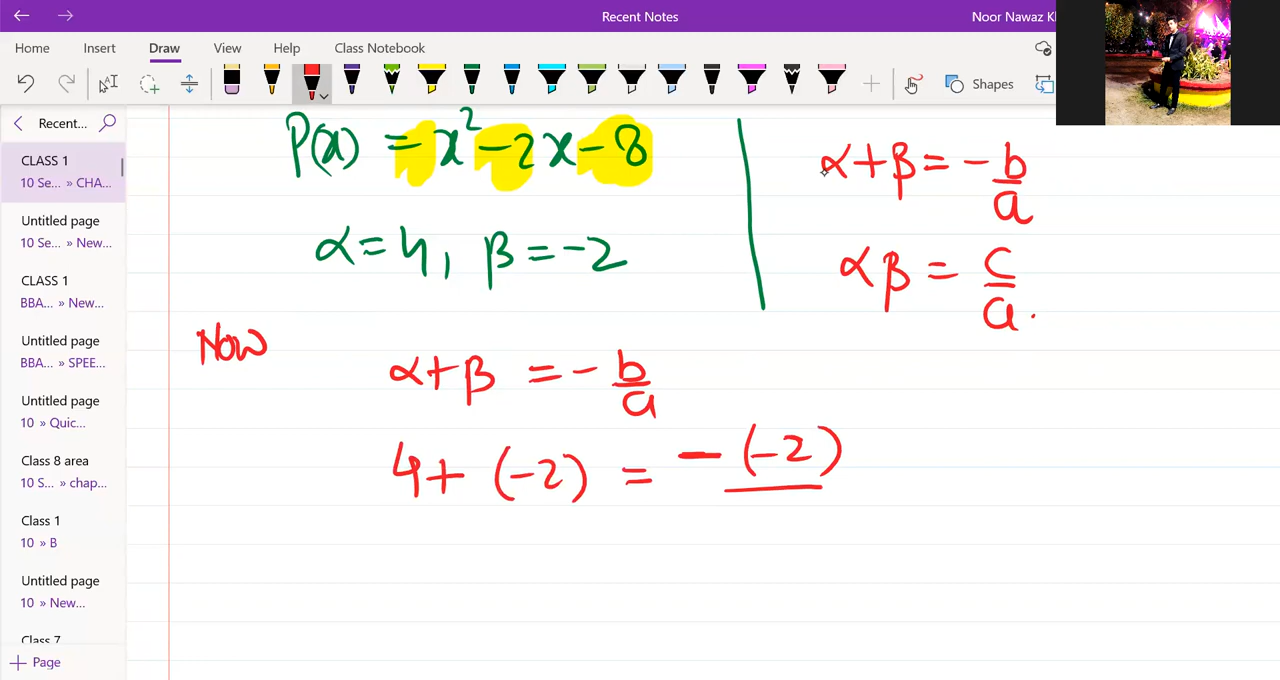 Recent Notes
Noor Nawaz Kh
Home Insert Draw View Help Class Notebook
Shapes
Recent...
CLASS 1
10 Se... » CHA...
Untitled page
10 Se... » New...
CLASS 1
BBA... » New...
Untitled page
BBA... » SPEE...
Untitled page
10 » Quic...
Class 8 area
10 S... » chap...
Class 1
10 » B
Untitled page
10 » New...
Class 7
Page
P(x) = x² - 2x - 8
α = 4, β = -2
α + β = - b/a
αβ = c/a.
Now
α + β = - b/a
4 + (-2) = - (-2)